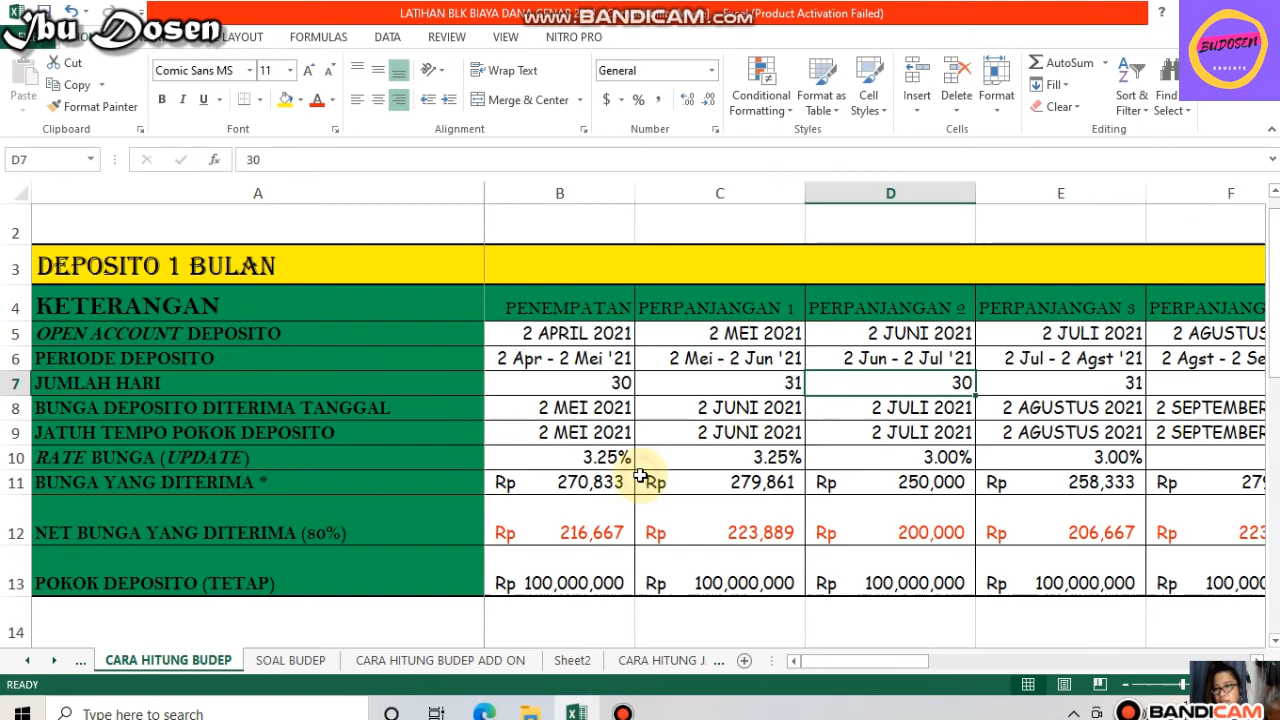 LATIHAN BLK BIAYA DANA GENAP 2
Excel (Product Activation Failed)
www.BANDICAM.com
Ibu Dosen
BUDOSEN
EDUCATE
LAYOUT FORMULAS DATA REVIEW VIEW NITRO PRO
Paste
Cut
Copy
Format Painter
Clipboard
Comic Sans MS 11
B I U
Font
Wrap Text
Merge & Center
Alignment
General
$ % ,
Number
Conditional Formatting
Format as Table
Cell Styles
Styles
Insert Delete Format
Cells
AutoSum
Fill
Clear
Sort & Filter
Find Select
Editing
D7 fx 30
A B C D E F
2
3 DEPOSITO 1 BULAN
4 KETERANGAN PENEMPATAN PERPANJANGAN 1 PERPANJANGAN 2 PERPANJANGAN 3 PERPANJANG
5 OPEN ACCOUNT DEPOSITO 2 APRIL 2021 2 MEI 2021 2 JUNI 2021 2 JULI 2021 2 AGUSTUS
6 PERIODE DEPOSITO 2 Apr - 2 Mei '21 2 Mei - 2 Jun '21 2 Jun - 2 Jul '21 2 Jul - 2 Agst '21 2 Agst - 2 Se
7 JUMLAH HARI 30 31 30 31
8 BUNGA DEPOSITO DITERIMA TANGGAL 2 MEI 2021 2 JUNI 2021 2 JULI 2021 2 AGUSTUS 2021 2 SEPTEMBER
9 JATUH TEMPO POKOK DEPOSITO 2 MEI 2021 2 JUNI 2021 2 JULI 2021 2 AGUSTUS 2021 2 SEPTEMBER
10 RATE BUNGA (UPDATE) 3.25% 3.25% 3.00% 3.00%
11 BUNGA YANG DITERIMA * Rp 270,833 Rp 279,861 Rp 250,000 Rp 258,333 Rp 279
12 NET BUNGA YANG DITERIMA (80%) Rp 216,667 Rp 223,889 Rp 200,000 Rp 206,667 Rp 223
13 POKOK DEPOSITO (TETAP) Rp 100,000,000 Rp 100,000,000 Rp 100,000,000 Rp 100,000,000 Rp 100,00
14
... CARA HITUNG BUDEP SOAL BUDEP CARA HITUNG BUDEP ADD ON Sheet2 CARA HITUNG J ...
READY
Type here to search
BANDICAM